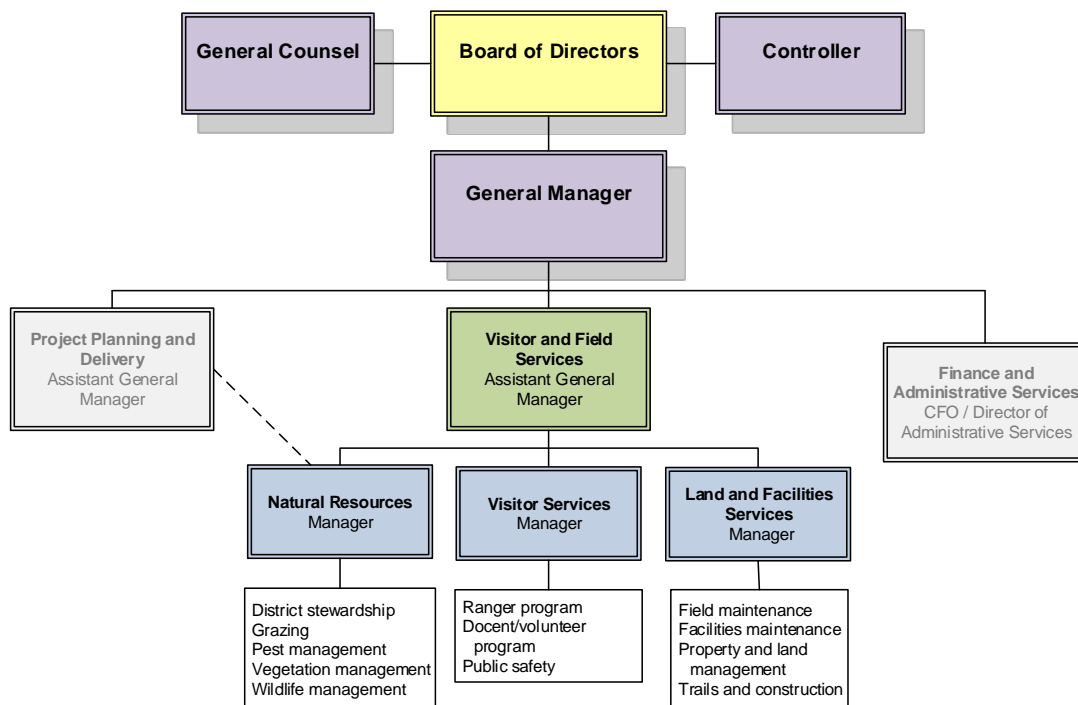 General Counsel
Board of Directors
Controller
General Manager
Project Planning and
Delivery
Assistant General
Manager
Visitor and Field
Services
Assistant General
Manager
Finance and
Administrative Services
CFO / Director of
Administrative Services
Natural Resources
Manager
Visitor Services
Manager
Land and Facilities
Services
Manager
District stewardship
Grazing
Pest management
Vegetation management
Wildlife management
Ranger program
Docent/volunteer
program
Public safety
Field maintenance
Facilities maintenance
Property and land
management
Trails and construction